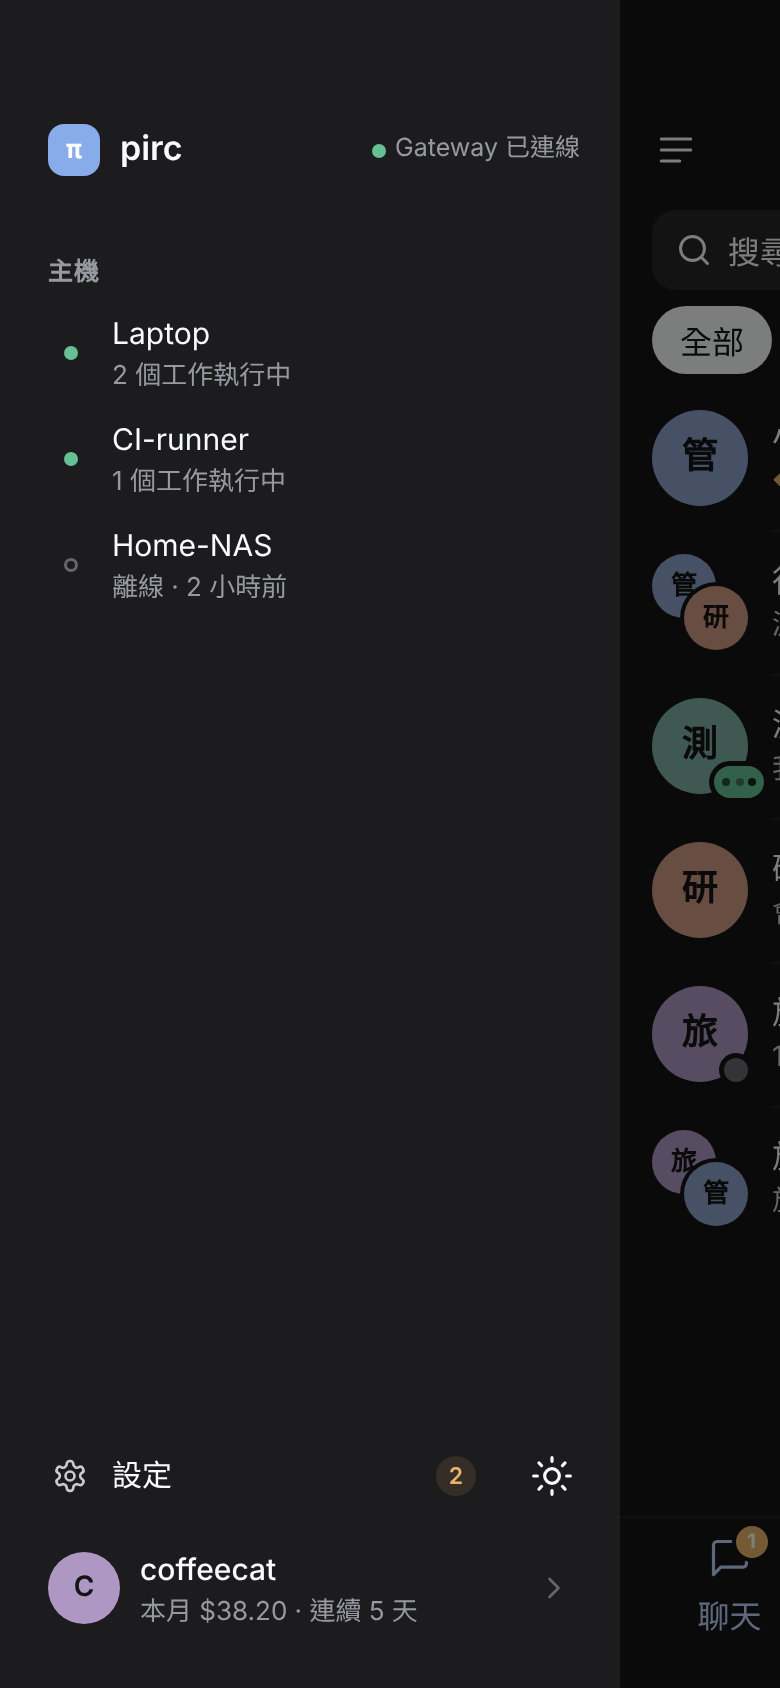 π pirc
Gateway 已連線
主機
Laptop
2 個工作執行中
CI-runner
1 個工作執行中
Home-NAS
離線 · 2 小時前
設定
2
C
coffeecat
本月 $38.20 · 連續 5 天
搜尋
全部
管
管
研
測
研
旅
旅
管
1
聊天